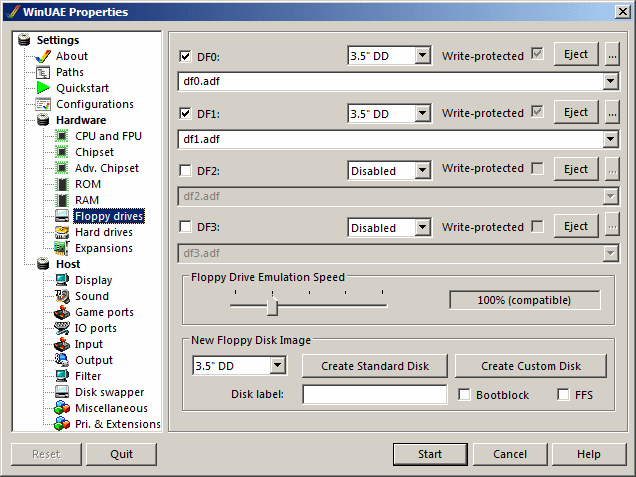 WinUAE Properties
Settings
About
Paths
Quickstart
Configurations
Hardware
CPU and FPU
Chipset
Adv. Chipset
ROM
RAM
Floppy drives
Hard drives
Expansions
Host
Display
Sound
Game ports
IO ports
Input
Output
Filter
Disk swapper
Miscellaneous
Pri. & Extensions
DF0: 3.5" DD Write-protected Eject ...
df0.adf
DF1: 3.5" DD Write-protected Eject ...
df1.adf
DF2: Disabled Write-protected Eject ...
df2.adf
DF3: Disabled Write-protected Eject ...
df3.adf
Floppy Drive Emulation Speed
100% (compatible)
New Floppy Disk Image
3.5" DD Create Standard Disk Create Custom Disk
Disk label: Bootblock FFS
Reset Quit Start Cancel Help